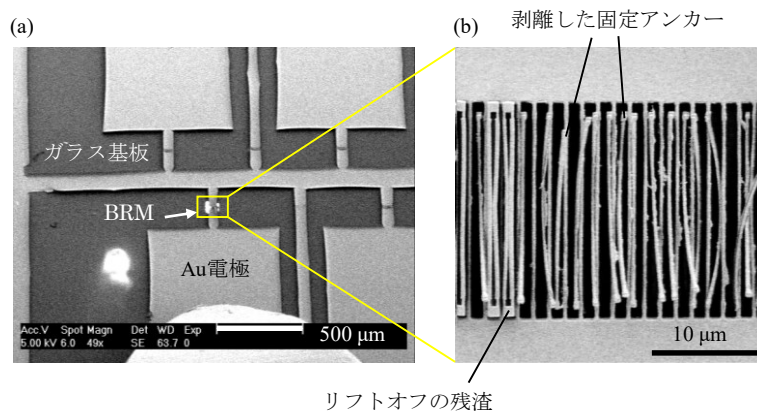 (a)
(b)
剥離した固定アンカー
ガラス基板
BRM
Au電極
Acc.V Spot Magn Det WD Exp
5.00 kV 6.0 49x SE 63.7 0
500 μm
10 μm
リフトオフの残渣